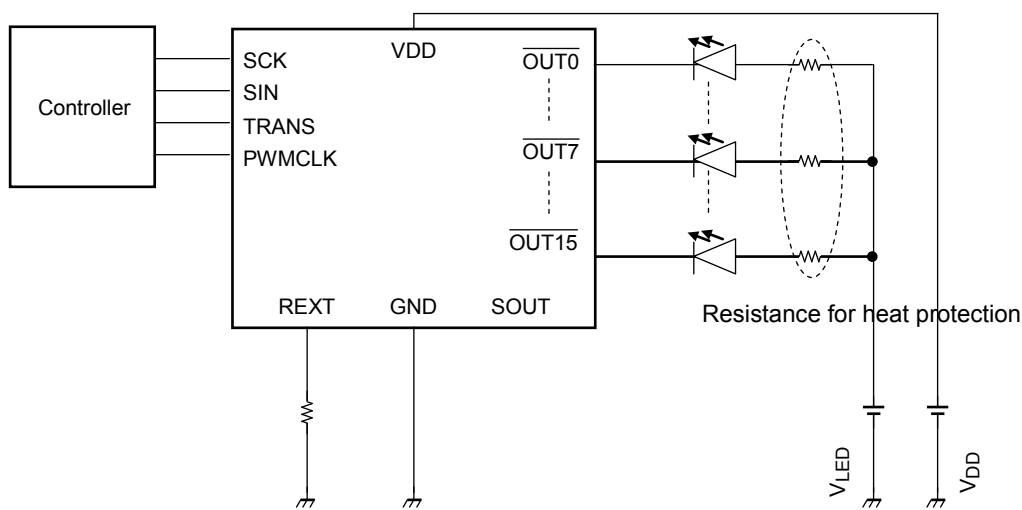 Controller
SCK
SIN
TRANS
PWMCLK
VDD
OUT0
OUT7
OUT15
REXT
GND
SOUT
Resistance for heat protection
VLED
VDD